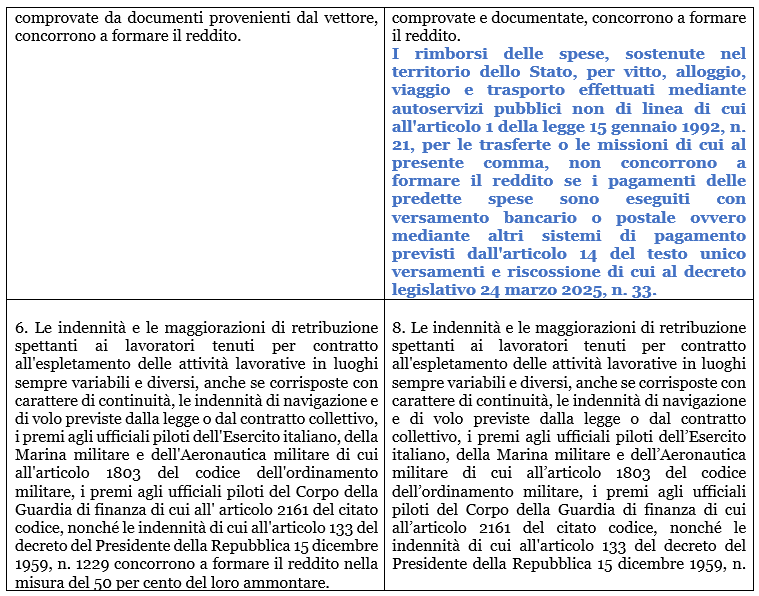 comprovate da documenti provenienti dal vettore,
concorrono a formare il reddito.
comprovate e documentate, concorrono a formare
il reddito.
I rimborsi delle spese, sostenute nel
territorio dello Stato, per vitto, alloggio,
viaggio e trasporto effettuati mediante
autoservizi pubblici non di linea di cui
all'articolo 1 della legge 15 gennaio 1992, n.
21, per le trasferte o le missioni di cui al
presente comma, non concorrono a
formare il reddito se i pagamenti delle
predette spese sono eseguiti con
versamento bancario o postale ovvero
mediante altri sistemi di pagamento
previsti dall'articolo 14 del testo unico
versamenti e riscossione di cui al decreto
legislativo 24 marzo 2025, n. 33.
6. Le indennità e le maggiorazioni di retribuzione
spettanti ai lavoratori tenuti per contratto
all'espletamento delle attività lavorative in luoghi
sempre variabili e diversi, anche se corrisposte con
carattere di continuità, le indennità di navigazione e
di volo previste dalla legge o dal contratto collettivo,
i premi agli ufficiali piloti dell'Esercito italiano, della
Marina militare e dell'Aeronautica militare di cui
all'articolo 1803 del codice dell'ordinamento
militare, i premi agli ufficiali piloti del Corpo della
Guardia di finanza di cui all' articolo 2161 del citato
codice, nonché le indennità di cui all'articolo 133 del
decreto del Presidente della Repubblica 15 dicembre
1959, n. 1229 concorrono a formare il reddito nella
misura del 50 per cento del loro ammontare.
8. Le indennità e le maggiorazioni di retribuzione
spettanti ai lavoratori tenuti per contratto
all'espletamento delle attività lavorative in luoghi
sempre variabili e diversi, anche se corrisposte con
carattere di continuità, le indennità di navigazione
e di volo previste dalla legge o dal contratto
collettivo, i premi agli ufficiali piloti dell’Esercito
italiano, della Marina militare e dell’Aeronautica
militare di cui all’articolo 1803 del codice
dell’ordinamento militare, i premi agli ufficiali
piloti del Corpo della Guardia di finanza di cui
all’articolo 2161 del citato codice, nonché le
indennità di cui all'articolo 133 del decreto del
Presidente della Repubblica 15 dicembre 1959, n.